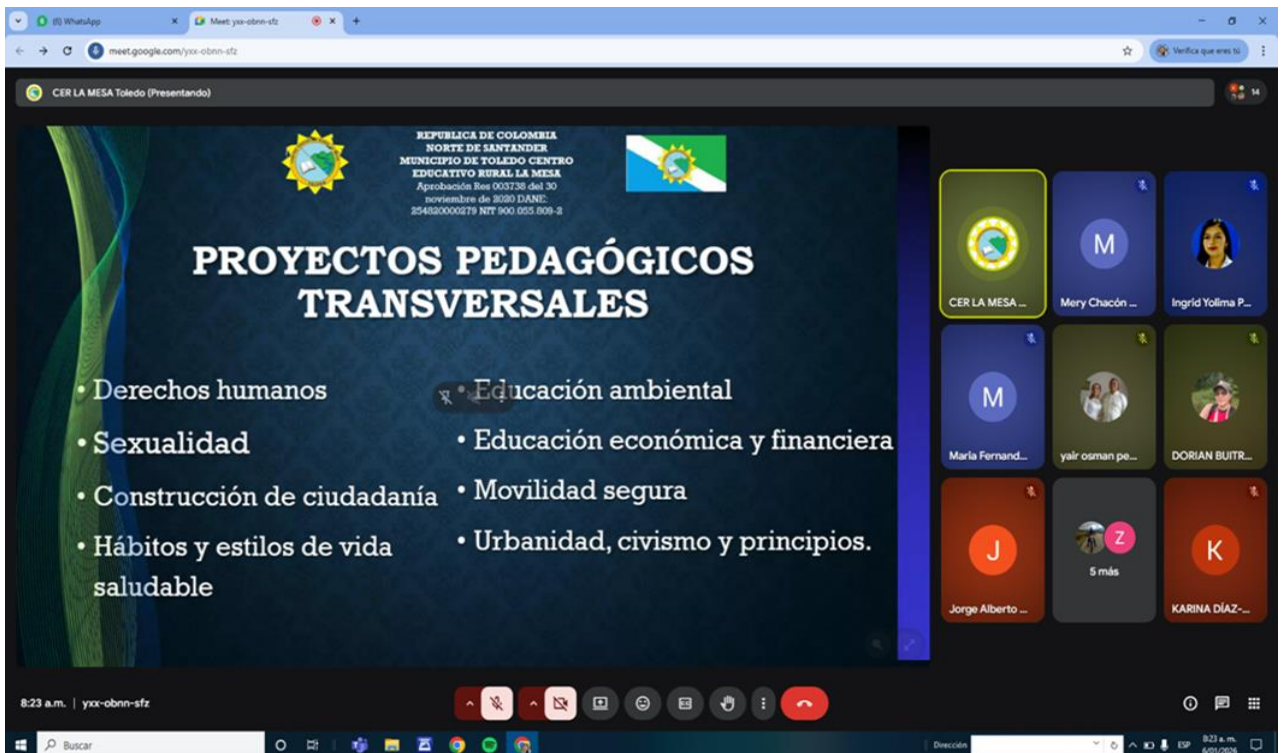 (6) WhatsApp
Meet: yxx-obnn-sfz
meet.google.com/yxx-obnn-sfz
Verifica que eres tú
CER LA MESA Toledo (Presentando)
14
REPUBLICA DE COLOMBIA
NORTE DE SANTANDER
MUNICIPIO DE TOLEDO CENTRO
EDUCATIVO RURAL LA MESA
Aprobación Res 003738 del 30
noviembre de 2020 DANE:
254820000279 NIT 900.055.809-2
PROYECTOS PEDAGÓGICOS
TRANSVERSALES
• Derechos humanos
• Sexualidad
• Construcción de ciudadanía
• Hábitos y estilos de vida
saludable
• Educación ambiental
• Educación económica y financiera
• Movilidad segura
• Urbanidad, civismo y principios.
CER LA MESA ...
M
Mery Chacón ...
Ingrid Yolima P...
M
Maria Fernand...
yair osman pe...
DORIAN BUITR...
J
Jorge Alberto ...
Z
5 más
K
KARINA DÍAZ-...
8:23 a.m. | yxx-obnn-sfz
Buscar
Dirección
ESP
8:23 a.m.
6/01/2026